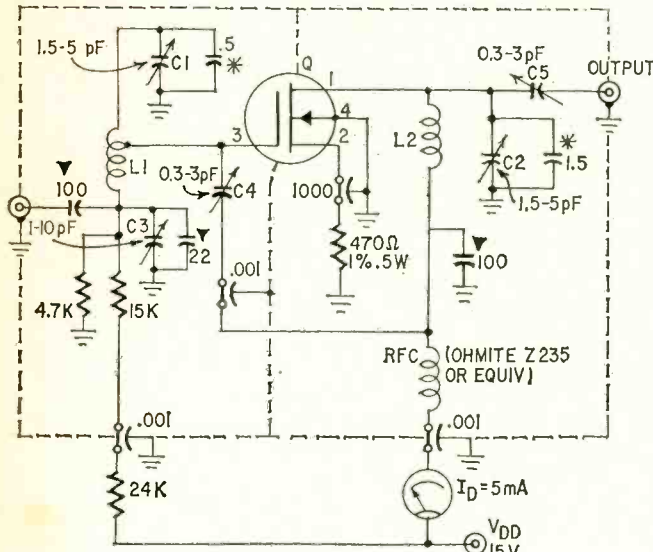 1.5-5 pF
C1
.5
*
Q
1
0.3-3pF
C5
OUTPUT
3
4
2
L1
L2
*
C2
1.5
1.5-5pF
0.3-3pF
C4
100
1000
1-10pF
C3
22
470Ω
1%.5W
100
.001
4.7K
15K
RFC
(OHMITE Z235
OR EQUIV)
.001
.001
24K
ID=5mA
VDD
15V